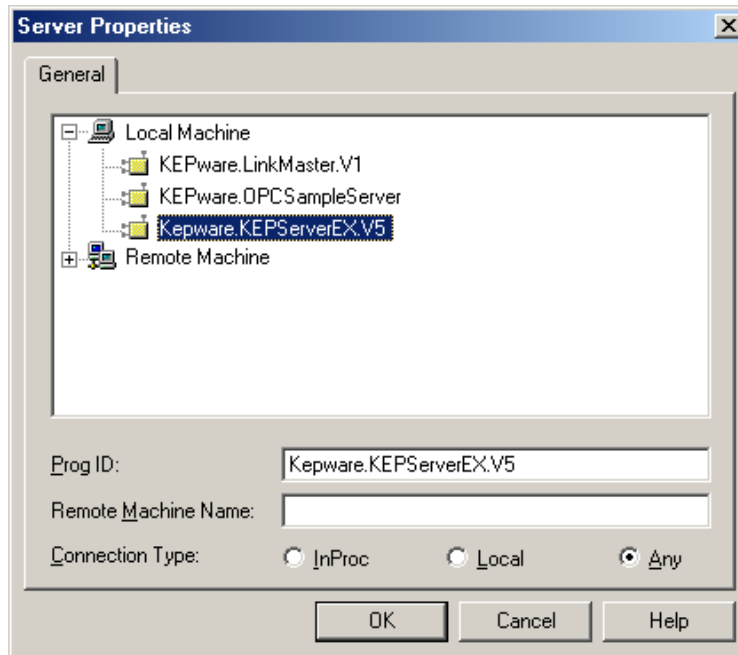 Server Properties
General
Local Machine
KEPware.LinkMaster.V1
KEPware.OPCSampleServer
Kepware.KEPServerEX.V5
Remote Machine
Prog ID: Kepware.KEPServerEX.V5
Remote Machine Name:
Connection Type: InProc Local Any
OK Cancel Help